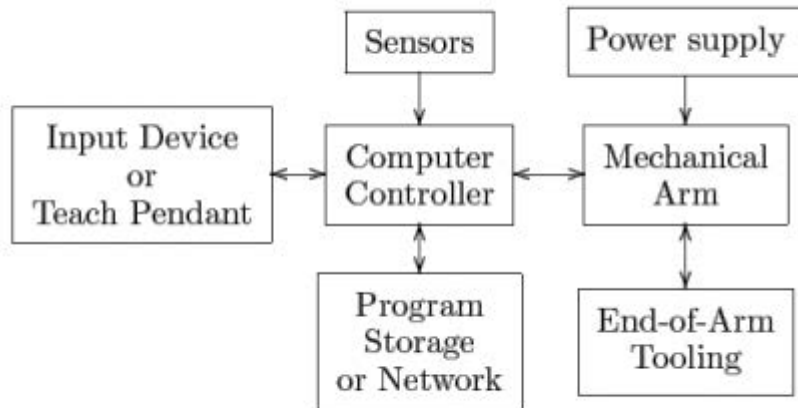 Sensors
Power supply
Input Device
or
Teach Pendant
Computer
Controller
Mechanical
Arm
Program
Storage
or Network
End-of-Arm
Tooling